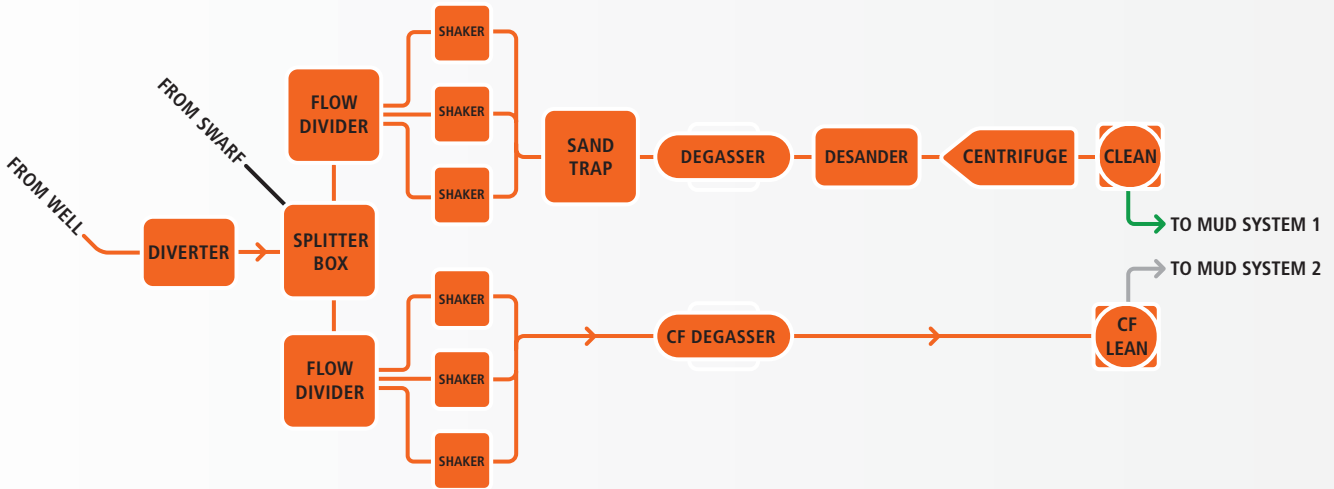 FROM WELL
FROM SWARF
DIVERTER
SPLITTER
BOX
FLOW
DIVIDER
SHAKER
SHAKER
SHAKER
SAND
TRAP
DEGASSER
DESANDER
CENTRIFUGE
CLEAN
TO MUD SYSTEM 1
FLOW
DIVIDER
SHAKER
SHAKER
SHAKER
CF DEGASSER
CF
LEAN
TO MUD SYSTEM 2